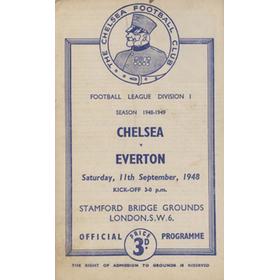 THE CHELSEA FOOTBALL CLUB
FOOTBALL LEAGUE DIVISION I
SEASON 1948-1949
CHELSEA
v
EVERTON
Saturday, 11th September, 1948
KICK-OFF 3-0 p.m.
STAMFORD BRIDGE GROUNDS
LONDON, S.W.6.
OFFICIAL PRICE 3D PROGRAMME
THE RIGHT OF ADMISSION TO GROUNDS IS RESERVED